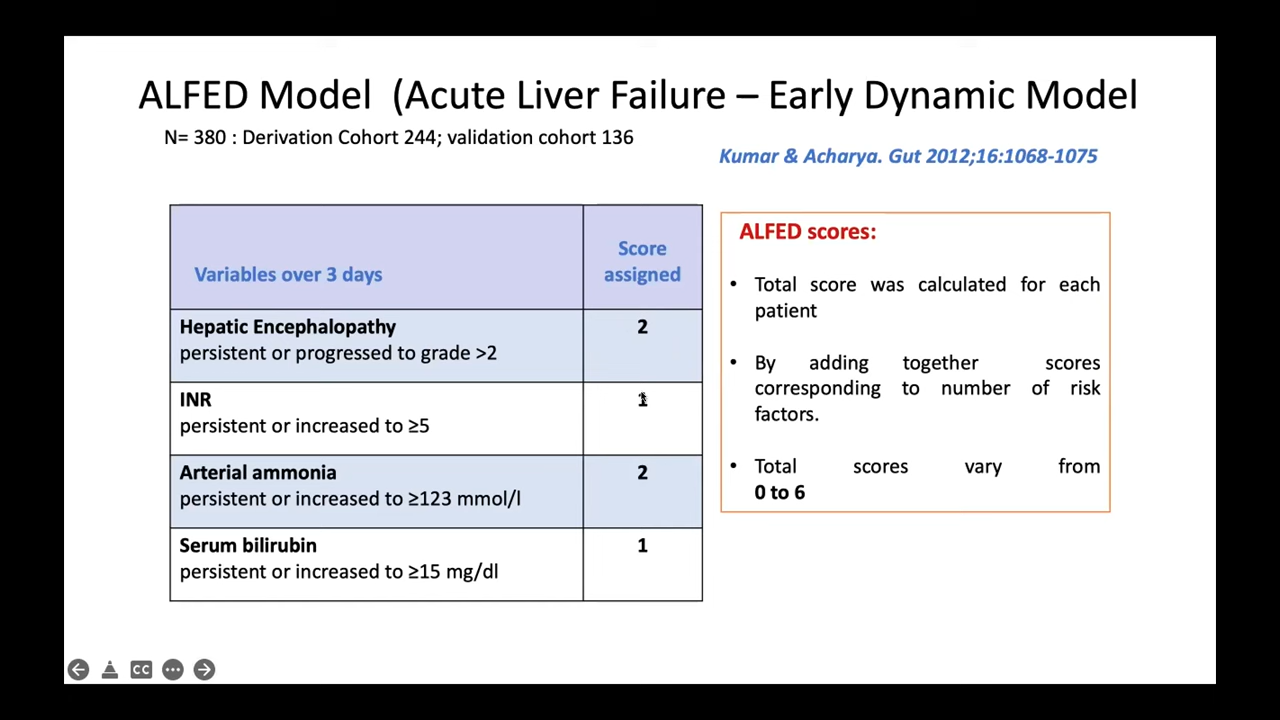 ALFED Model (Acute Liver Failure – Early Dynamic Model
N= 380 : Derivation Cohort 244; validation cohort 136
Kumar & Acharya. Gut 2012;16:1068-1075
Variables over 3 days
Score
assigned
Hepatic Encephalopathy
persistent or progressed to grade >2
2
INR
persistent or increased to ≥5
1
Arterial ammonia
persistent or increased to ≥123 mmol/l
2
Serum bilirubin
persistent or increased to ≥15 mg/dl
1
ALFED scores:
• Total score was calculated for each
patient
• By adding together scores
corresponding to number of risk
factors.
• Total scores vary from
0 to 6
CC